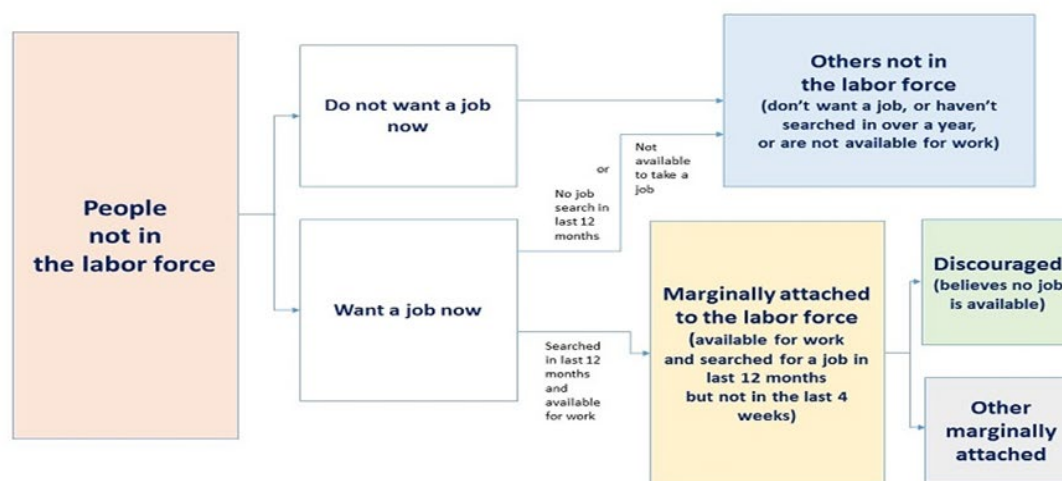 People
not in
the labor force
Do not want a job
now
Want a job now
or
No job
search in
last 12
months
Not
available
to take a
job
Searched
in last 12
months
and
available
for work
Others not in
the labor force
(don't want a job, or haven't
searched in over a year,
or are not available for work)
Marginally attached
to the labor force
(available for work
and searched for a job in
last 12 months
but not in the last 4
weeks)
Discouraged
(believes no job
is available)
Other
marginally
attached